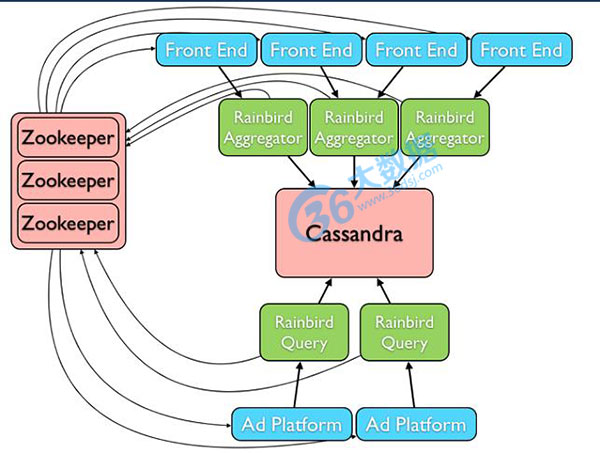 Front End
Front End
Front End
Front End
Zookeeper
Zookeeper
Zookeeper
Rainbird
Aggregator
Rainbird
Aggregator
Rainbird
Aggregator
36大数据
Cassandra
Rainbird
Query
Rainbird
Query
Ad Platform
Ad Platform